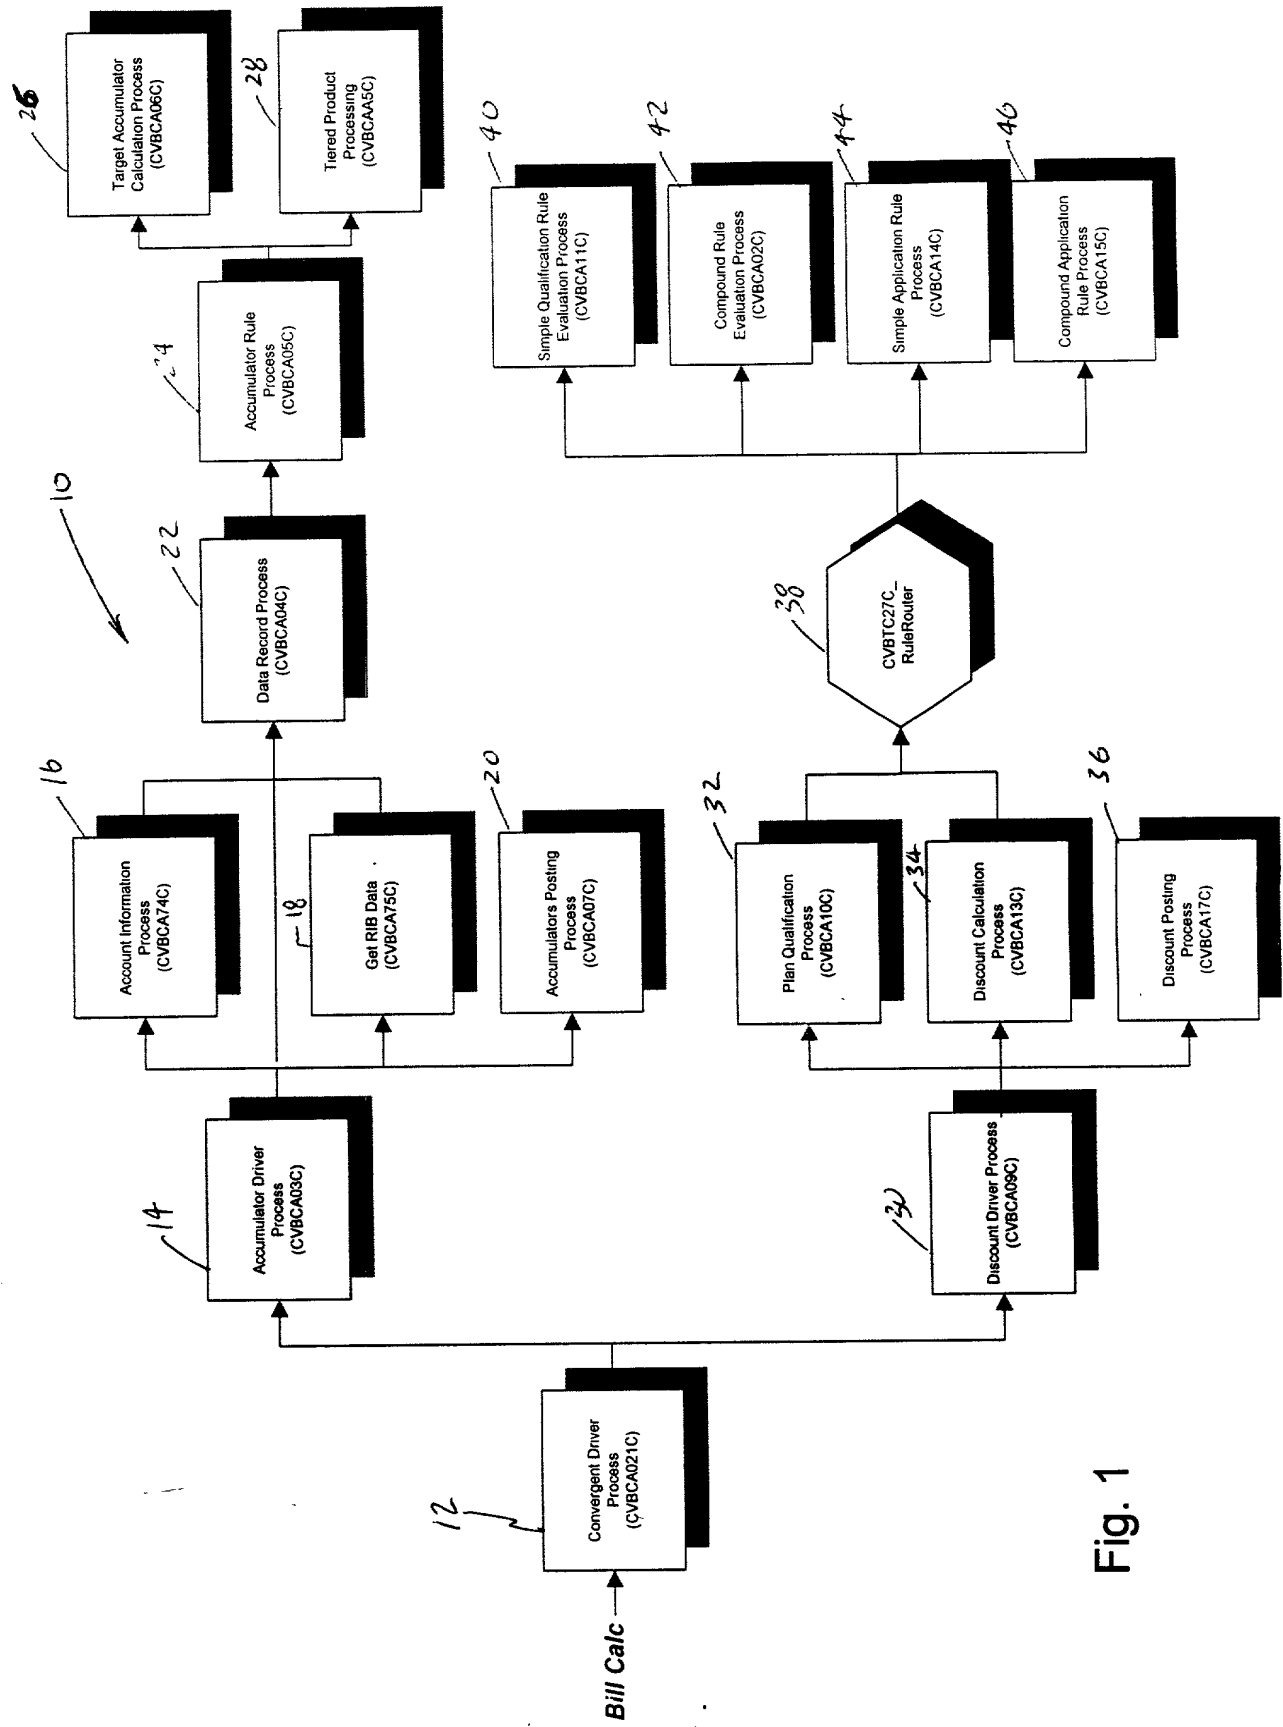 Bill Calc
12
Convergent Driver
Process
(CVBCA021C)
14
Accumulator Driver
Process
(CVBCA03C)
16
Account Information
Process
(CVBCA74C)
18
Get RIB Data
(CVBCA75C)
20
Accumulators Posting
Process
(CVBCA07C)
10
22
Data Record Process
(CVBCA04C)
24
Accumulator Rule
Process
(CVBCA05C)
26
Target Accumulator
Calculation Process
(CVBCA06C)
28
Tiered Product
Processing
(CVBCAA5C)
30
Discount Driver Process
(CVBCA09C)
32
Plan Qualification
Process
(CVBCA10C)
34
Discount Calculation
Process
(CVBCA13C)
36
Discount Posting
Process
(CVBCA17C)
38
CVBTC27C_
RuleRouter
40
Simple Qualification Rule
Evaluation Process
(CVBCA11C)
42
Compound Rule
Evaluation Process
(CVBCA02C)
44
Simple Application Rule
Process
(CVBCA14C)
46
Compound Application
Rule Process
(CVBCA15C)
Fig. 1